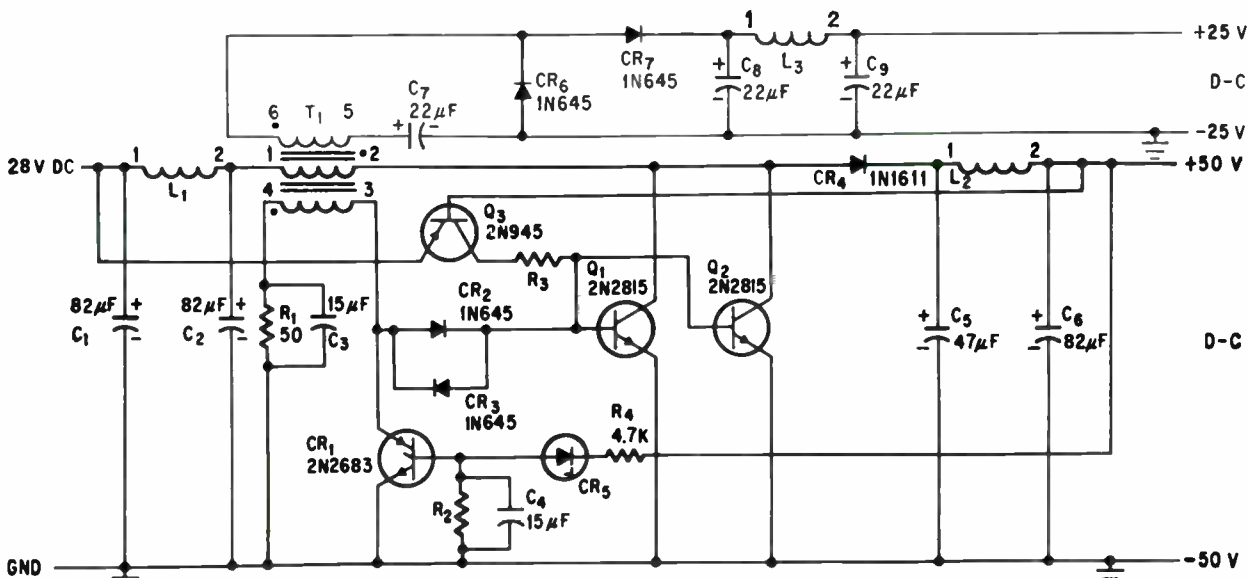 1 2
+25 V
CR7
1N645
L3
+ C8
22µF
-
+ C9
22µF
-
D-C
CR6
1N645
C7
22µF
+ -
6 T1 5
-25 V
28V DC
1 2
L1
1 2
4 3
CR4
1N1611
1 2
L2
+50 V
Q3
2N945
R3
Q1
2N2815
Q2
2N2815
82µF +
C1 -
82µF +
C2 -
R1
50
15µF
C3
CR2
1N645
CR3
1N645
+ C5
- 47µF
+ C6
- 82µF
D-C
R4
4.7K
CR1
2N2683
CR5
R2
C4
15µF
GND
-50 V